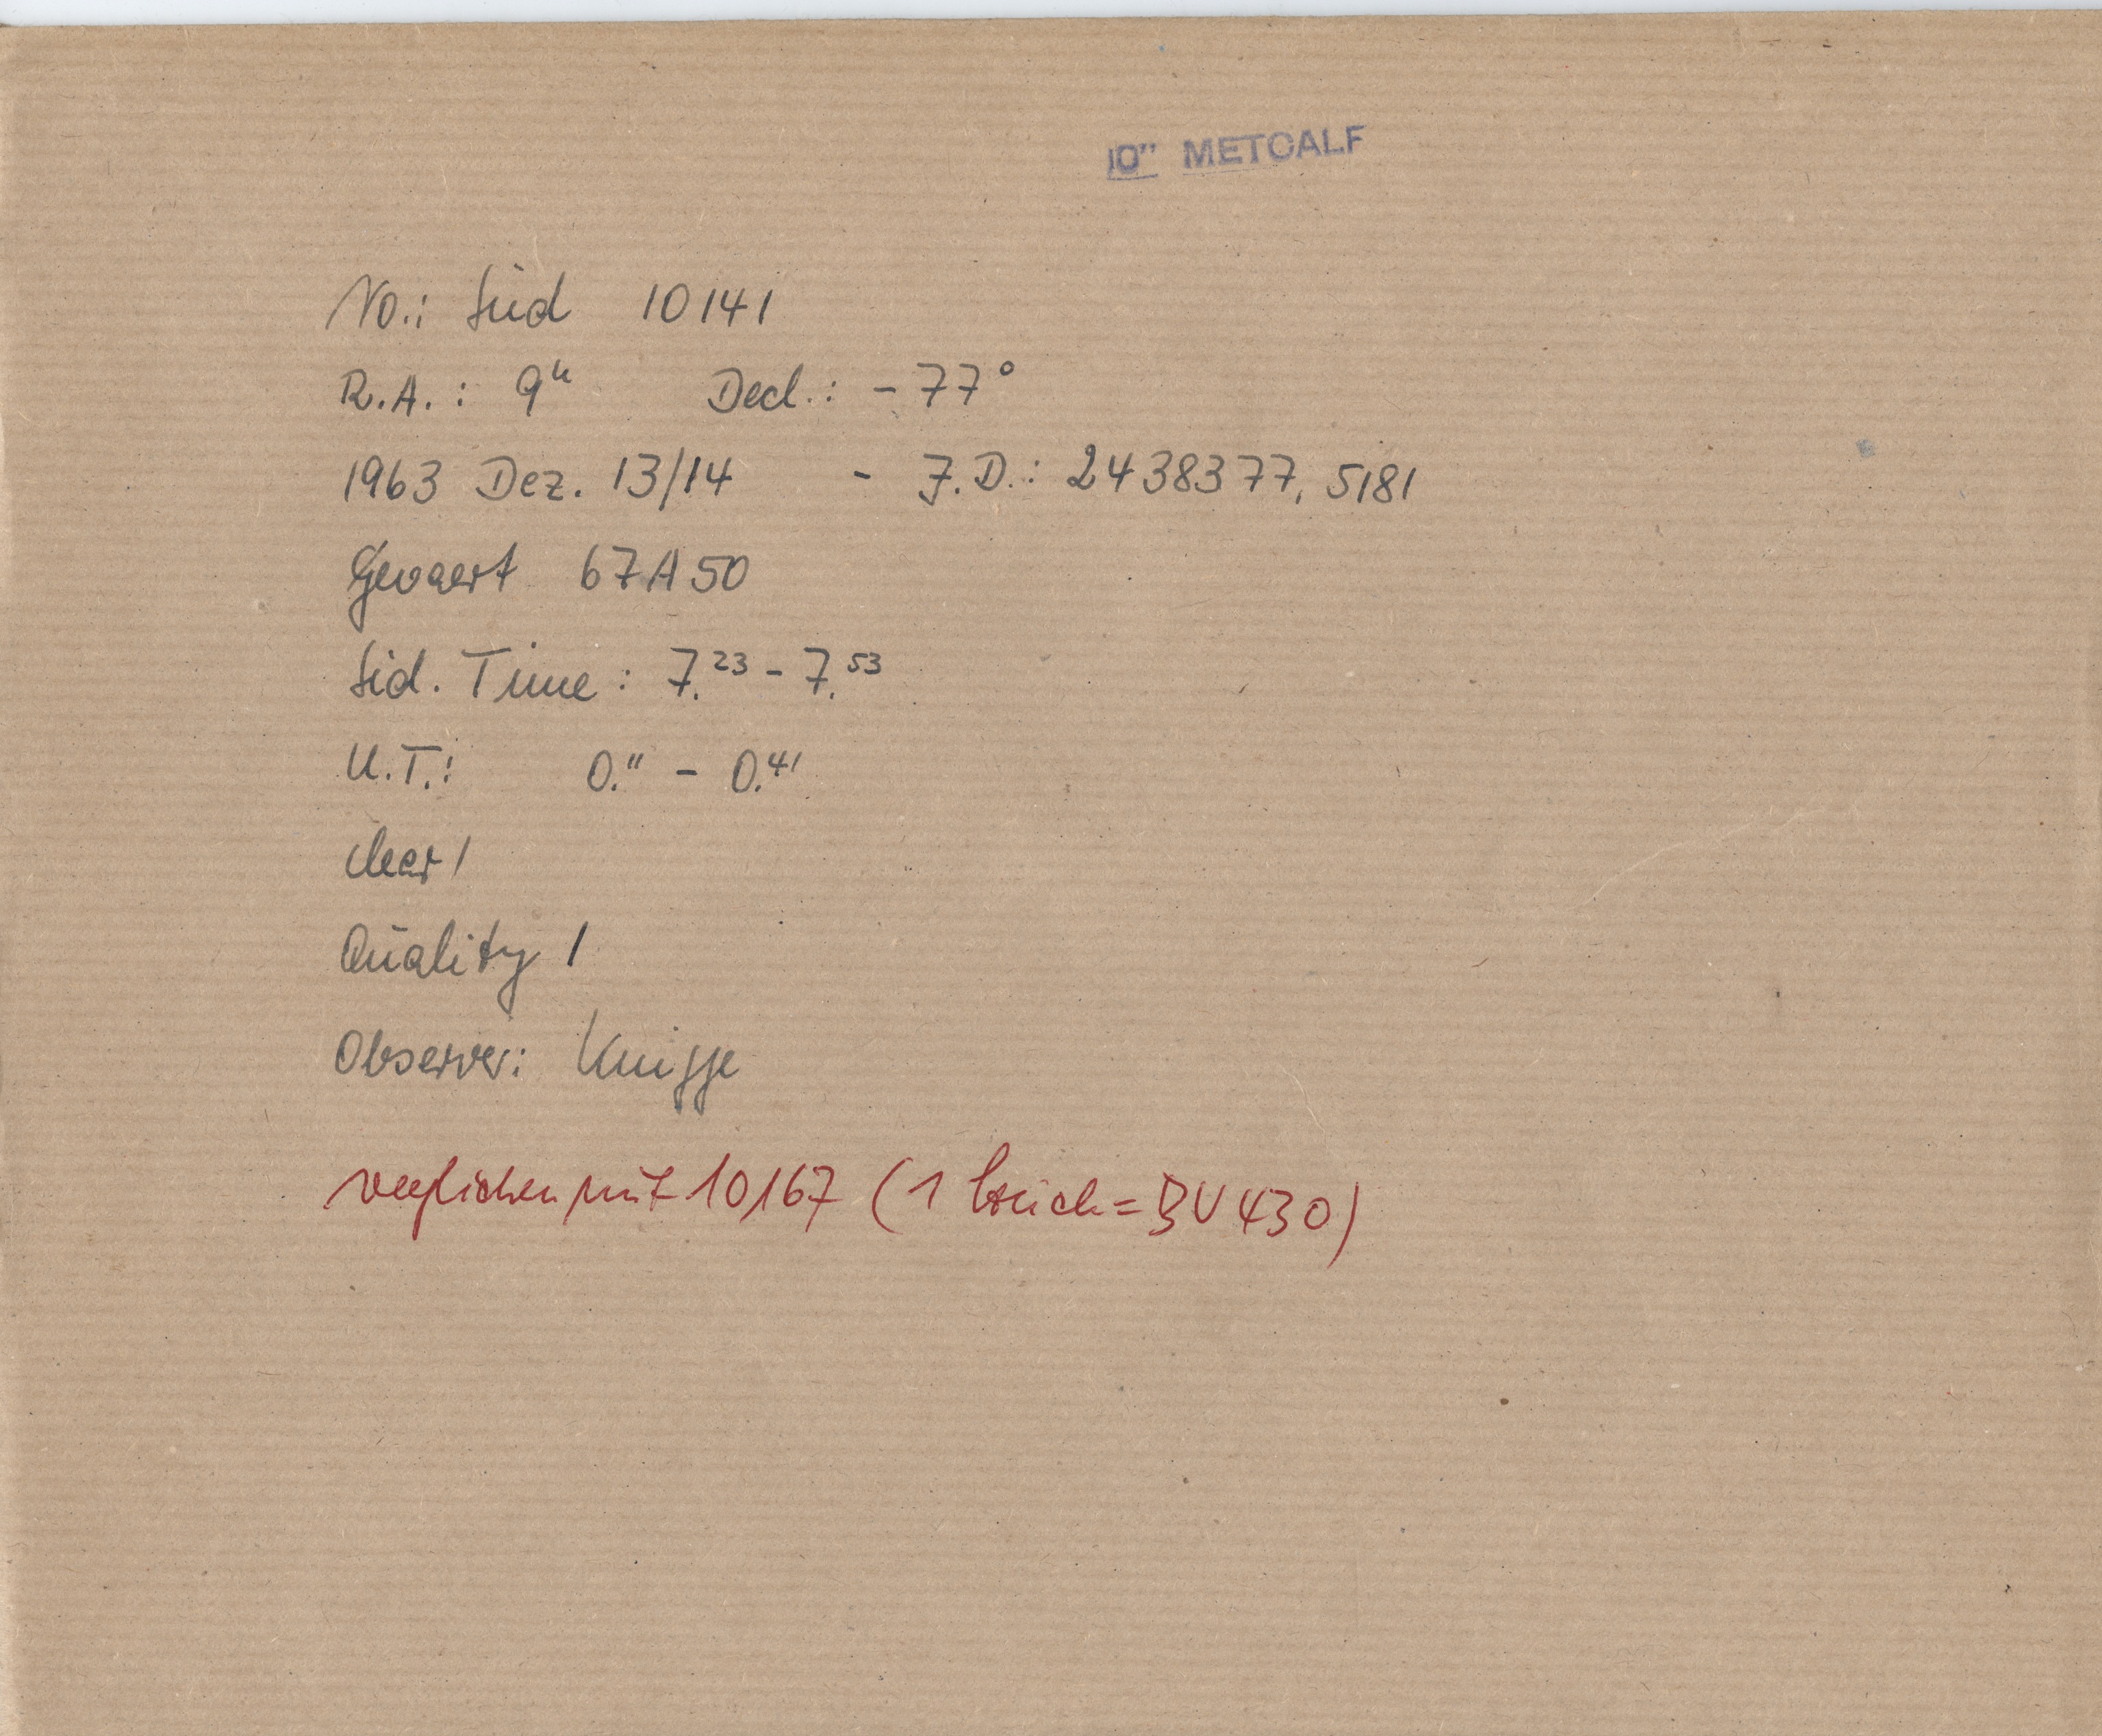 10" METCALF
No.: Süd 10141
R.A.: 9ʰ Decl.: - 77°
1963 Dez. 13/14 - J.D.: 2438377,5181
Gevaert 67A50
Sid. Time: 7.²³ - 7.⁵³
U.T.: 0.¹¹ - 0.⁴¹
clear!
Quality 1
Observer: Knigge
verglichen mit 10167 (1 = BV 430)